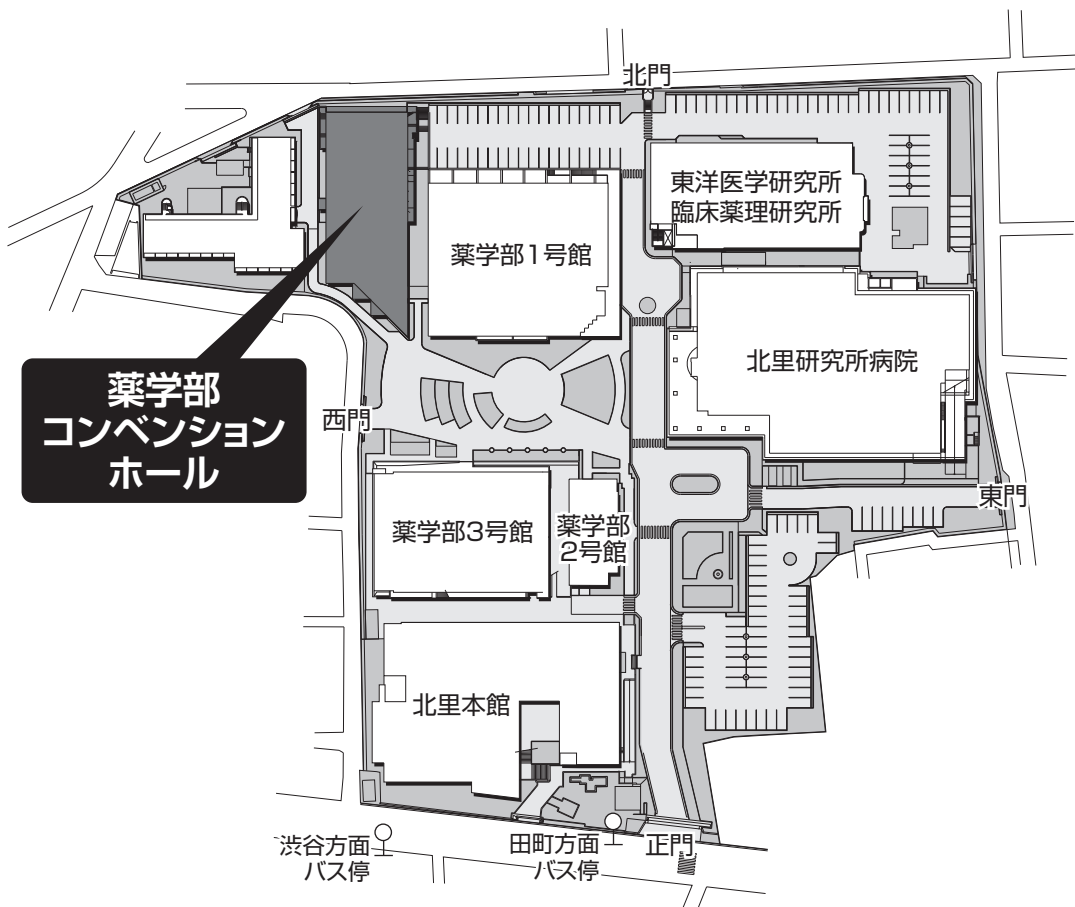 北門
東洋医学研究所
臨床薬理研究所
薬学部1号館
北里研究所病院
薬学部
コンベンション
ホール
西門
東門
薬学部3号館
薬学部
2号館
北里本館
渋谷方面
バス停
田町方面
バス停
正門